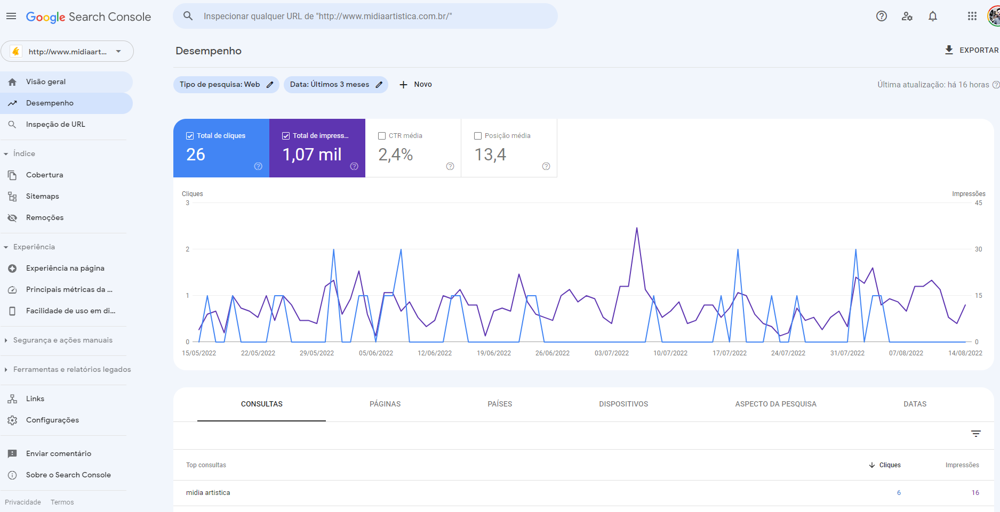 Google Search Console
Inspecionar qualquer URL de "http://www.midiaartistica.com.br/"
http://www.midiaart...
Desempenho
EXPORTAR
Tipo de pesquisa: Web
Data: Últimos 3 meses
Novo
Última atualização: há 16 horas
Visão geral
Desempenho
Inspeção de URL
Índice
Cobertura
Sitemaps
Remoções
Experiência
Experiência na página
Principais métricas da ...
Facilidade de uso em di...
Segurança e ações manuais
Ferramentas e relatórios legados
Links
Configurações
Enviar comentário
Sobre o Search Console
Privacidade Termos
Total de cliques
26
Total de impress...
1,07 mil
CTR média
2,4%
Posição média
13,4
Cliques
Impressões
3
45
2
30
1
15
0
0
15/05/2022 22/05/2022 29/05/2022 05/06/2022 12/06/2022 19/06/2022 26/06/2022 03/07/2022 10/07/2022 17/07/2022 24/07/2022 31/07/2022 07/08/2022 14/08/2022
CONSULTAS PÁGINAS PAÍSES DISPOSITIVOS ASPECTO DA PESQUISA DATAS
Top consultas Cliques Impressões
midia artistica 6 16